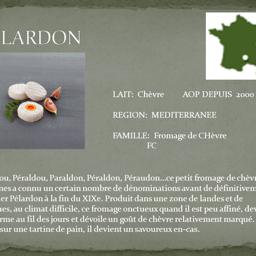 LARDON
LAIT: Chèvre AOP DEPUIS 2000
REGION: MEDITERRANEE
FAMILLE: Fromage de CHèvre
FC
ou, Péraldou, Paraldon, Péraldon, Péraudon...ce petit fromage de chèv
nes a connu un certain nombre de dénominations avant de définitivem
er Pélardon à la fin du XIXe. Produit dans une zone de landes et de
es, au climat difficile, ce fromage onctueux quand il est peu affiné, dev
rme au fil des jours et dévoile un goût de chèvre relativement marqué.
sur une tartine de pain, il devient un savoureux en-cas.